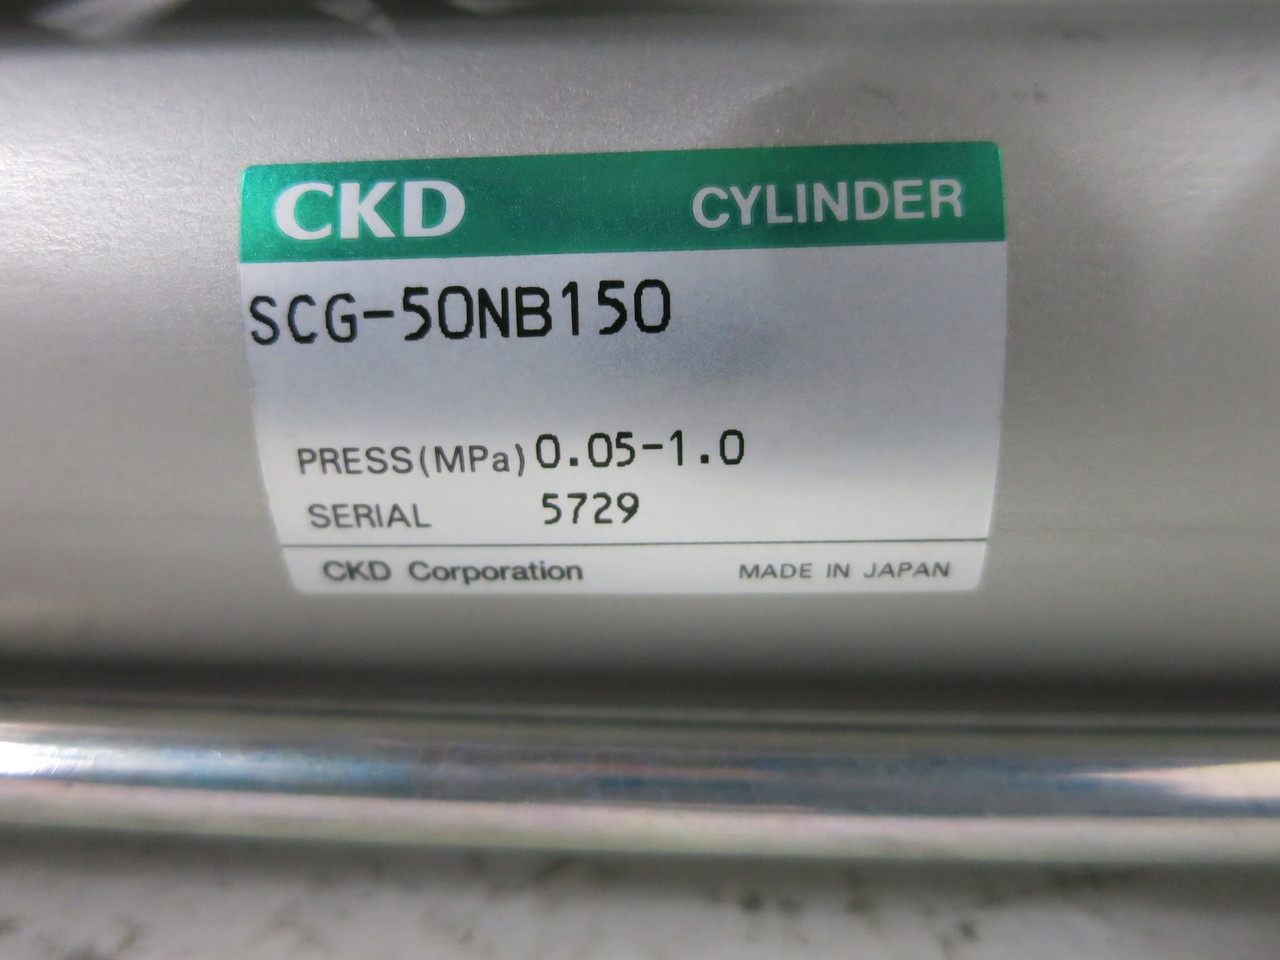 CKD CYLINDER
SCG-50NB150
PRESS(MPa) 0.05-1.0
SERIAL 5729
CKD Corporation MADE IN JAPAN